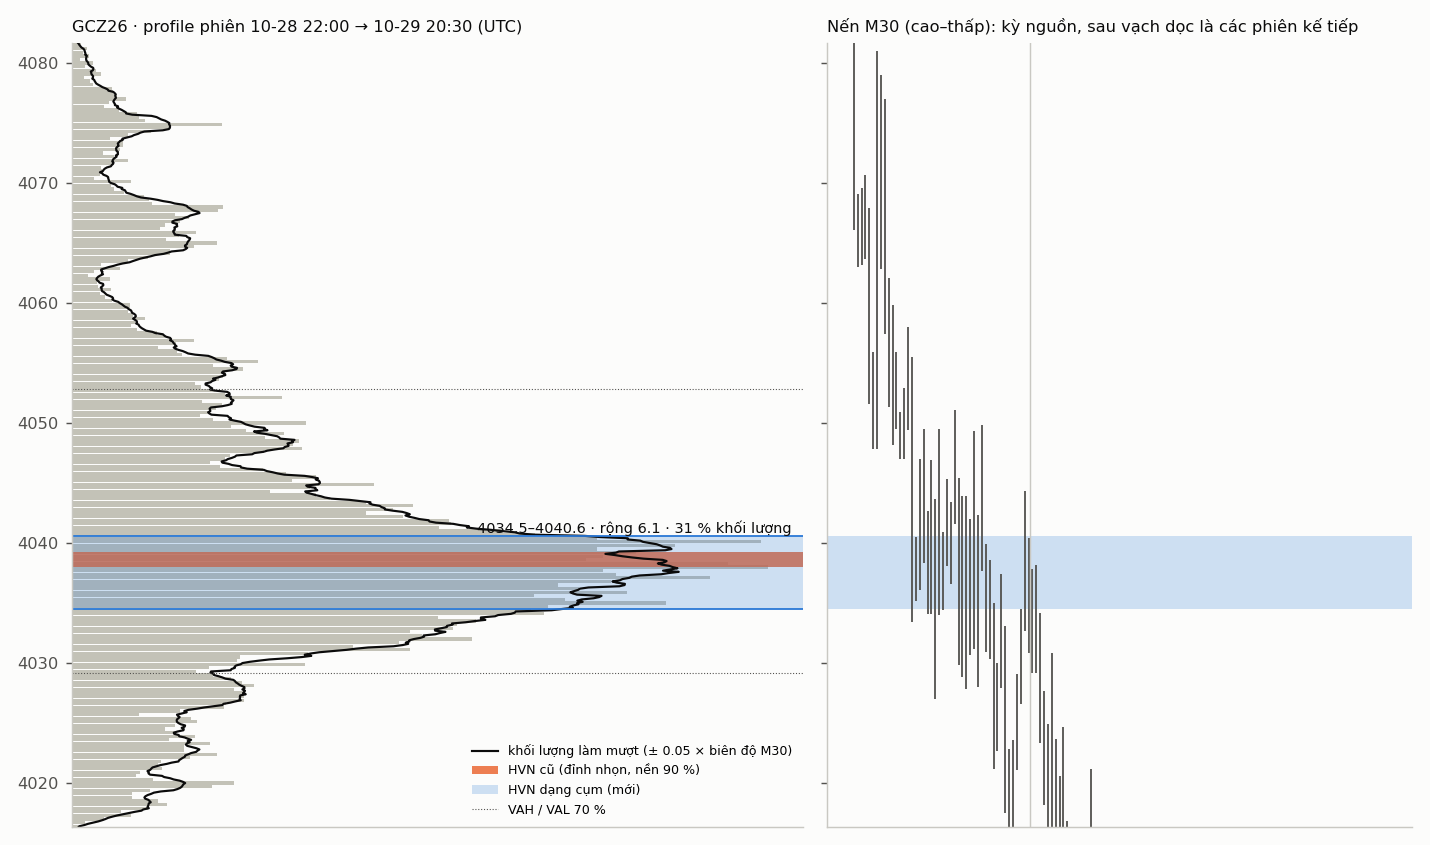 GCZ26 · profile phiên 10-28 22:00 → 10-29 20:30 (UTC)
Nến M30 (cao–thấp): kỳ nguồn, sau vạch dọc là các phiên kế tiếp
4080
4070
4060
4050
4034.5–4040.6 · rộng 6.1 · 31 % khối lượng
4040
4030
4020
khối lượng làm mượt (± 0.05 × biên độ M30)
HVN cũ (đỉnh nhọn, nền 90 %)
HVN dạng cụm (mới)
VAH / VAL 70 %